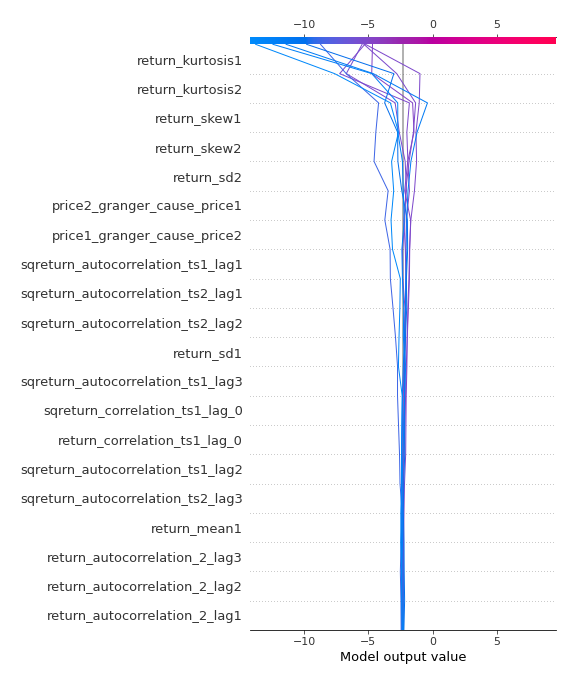 −10 −5 0 5
return_kurtosis1
return_kurtosis2
return_skew1
return_skew2
return_sd2
price2_granger_cause_price1
price1_granger_cause_price2
sqreturn_autocorrelation_ts1_lag1
sqreturn_autocorrelation_ts2_lag1
sqreturn_autocorrelation_ts2_lag2
return_sd1
sqreturn_autocorrelation_ts1_lag3
sqreturn_correlation_ts1_lag_0
return_correlation_ts1_lag_0
sqreturn_autocorrelation_ts1_lag2
sqreturn_autocorrelation_ts2_lag3
return_mean1
return_autocorrelation_2_lag3
return_autocorrelation_2_lag2
return_autocorrelation_2_lag1
−10 −5 0 5
Model output value